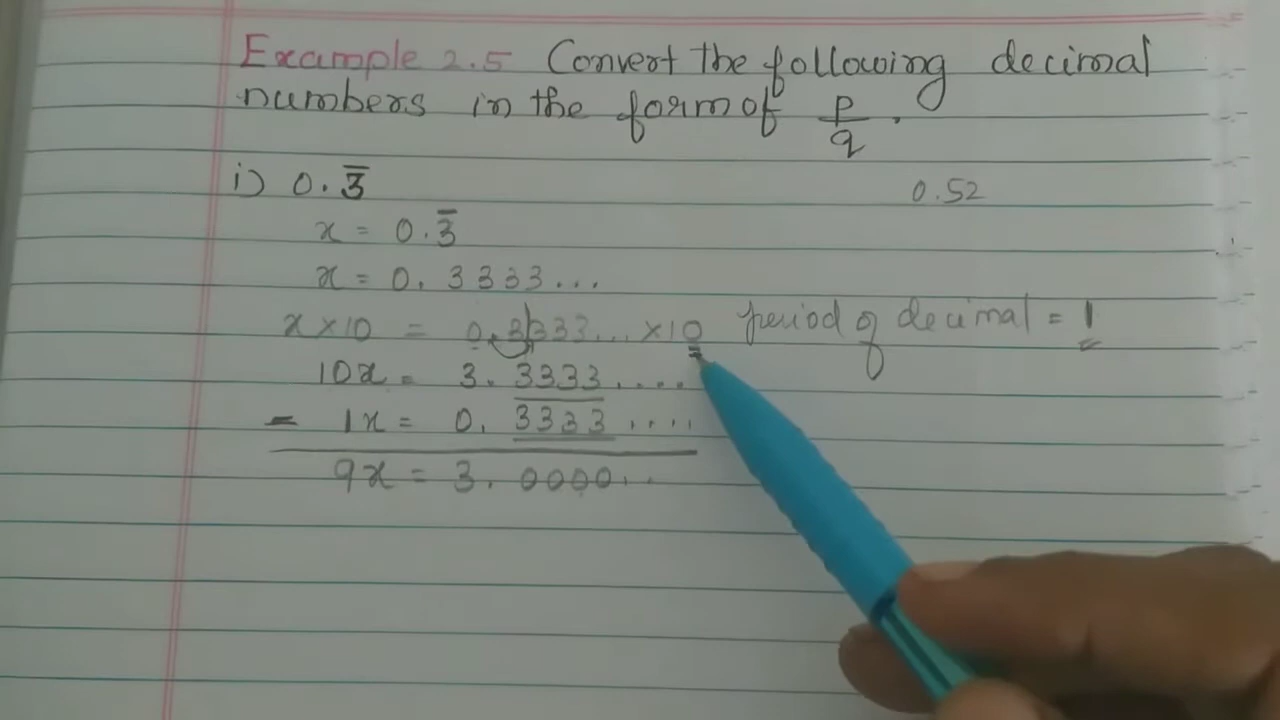 Example 2.5 Convert the following decimal
numbers in the form of p/q.
i) 0.3̅
0.52
x = 0.3̅
x = 0.3333...
x × 10 = 0.3333... × 10 period of decimal = 1
10x = 3.3333....
- 1x = 0.3333....
9x = 3.0000..